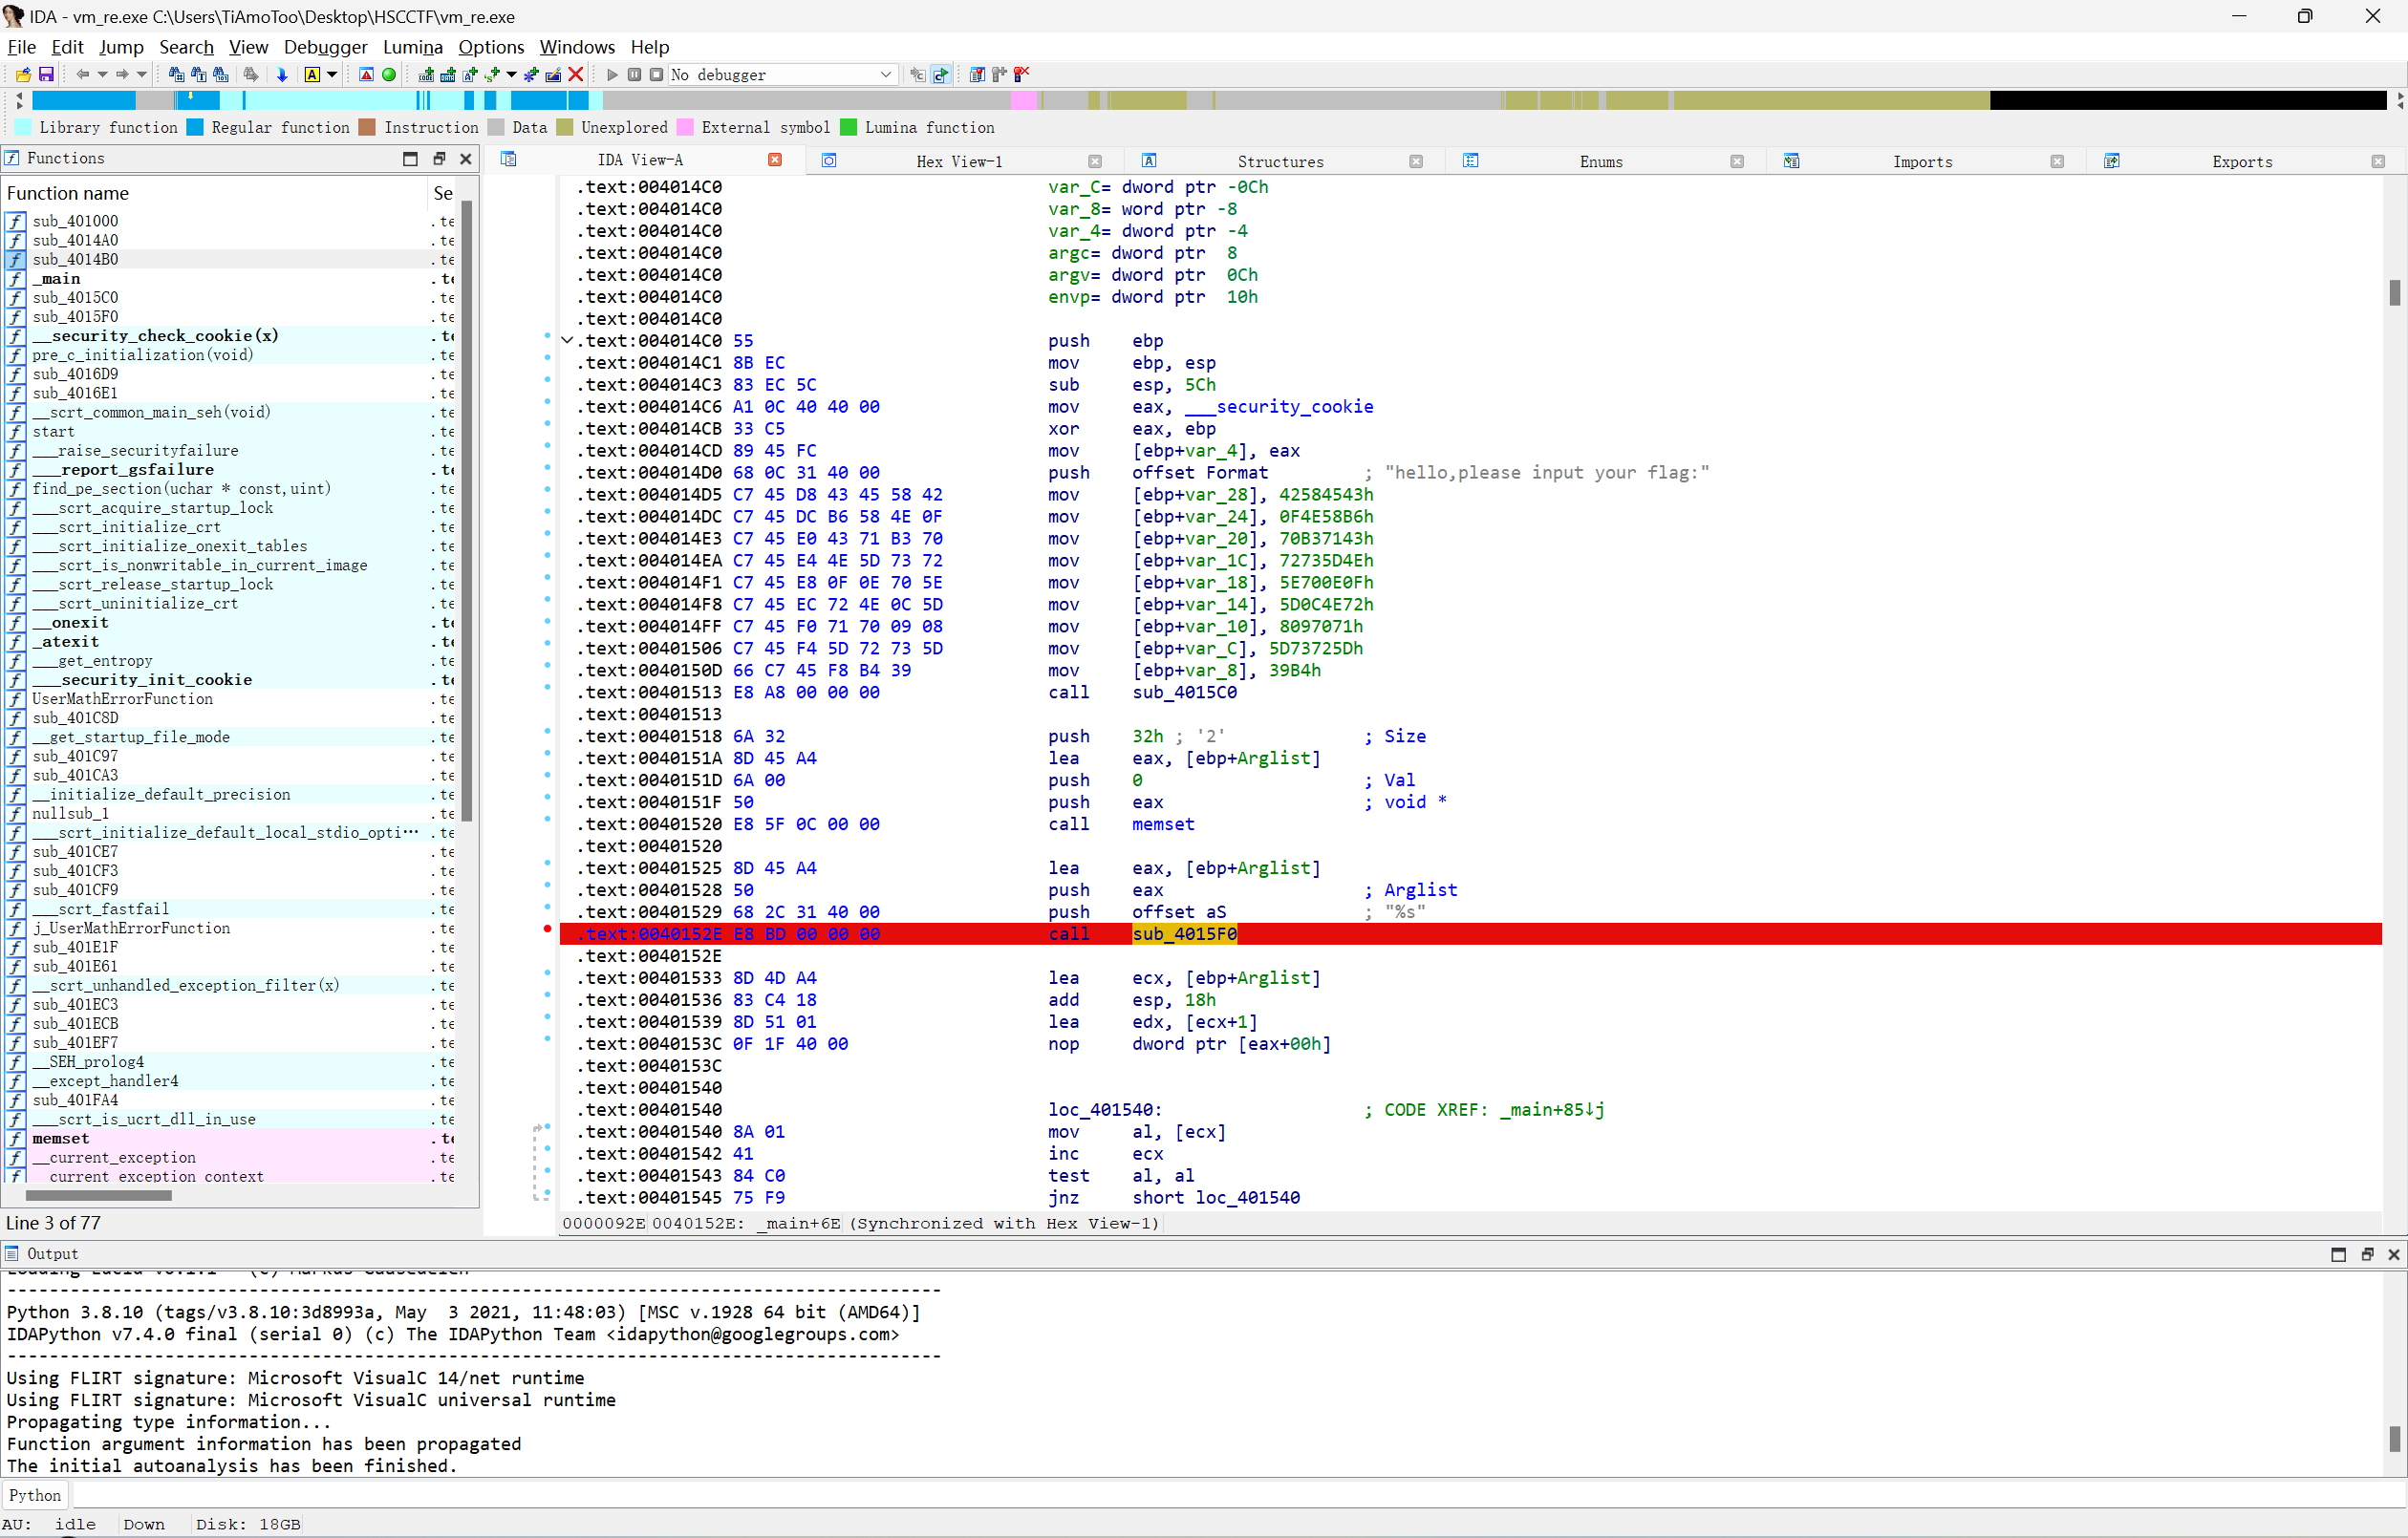 IDA - vm_re.exe C:\Users\TiAmoToo\Desktop\HSCCTF\vm_re.exe
File Edit Jump Search View Debugger Lumina Options Windows Help
No debugger
Library function Regular function Instruction Data Unexplored External symbol Lumina function
Functions
Function name Se
sub_401000 .te
sub_4014A0 .te
sub_4014B0 .te
_main .te
sub_4015C0 .te
sub_4015F0 .te
__security_check_cookie(x) .te
pre_c_initialization(void) .te
sub_4016D9 .te
sub_4016E1 .te
__scrt_common_main_seh(void) .te
start .te
___raise_securityfailure .te
___report_gsfailure .te
find_pe_section(uchar * const,uint) .te
___scrt_acquire_startup_lock .te
___scrt_initialize_crt .te
___scrt_initialize_onexit_tables .te
___scrt_is_nonwritable_in_current_image .te
___scrt_release_startup_lock .te
___scrt_uninitialize_crt .te
__onexit .te
_atexit .te
___get_entropy .te
___security_init_cookie .te
UserMathErrorFunction .te
sub_401C8D .te
__get_startup_file_mode .te
sub_401C97 .te
sub_401CA3 .te
__initialize_default_precision .te
nullsub_1 .te
___scrt_initialize_default_local_stdio_opti… .te
sub_401CE7 .te
sub_401CF3 .te
sub_401CF9 .te
___scrt_fastfail .te
j_UserMathErrorFunction .te
sub_401E1F .te
sub_401E61 .te
__scrt_unhandled_exception_filter(x) .te
sub_401EC3 .te
sub_401ECB .te
sub_401EF7 .te
__SEH_prolog4 .te
__except_handler4 .te
sub_401FA4 .te
___scrt_is_ucrt_dll_in_use .te
memset .te
__current_exception .te
__current_exception_context .te
Line 3 of 77
IDA View-A Hex View-1 Structures Enums Imports Exports
.text:004014C0 var_C= dword ptr -0Ch
.text:004014C0 var_8= word ptr -8
.text:004014C0 var_4= dword ptr -4
.text:004014C0 argc= dword ptr 8
.text:004014C0 argv= dword ptr 0Ch
.text:004014C0 envp= dword ptr 10h
.text:004014C0
.text:004014C0 55 push ebp
.text:004014C1 8B EC mov ebp, esp
.text:004014C3 83 EC 5C sub esp, 5Ch
.text:004014C6 A1 0C 40 40 00 mov eax, ___security_cookie
.text:004014CB 33 C5 xor eax, ebp
.text:004014CD 89 45 FC mov [ebp+var_4], eax
.text:004014D0 68 0C 31 40 00 push offset Format ; "hello,please input your flag:"
.text:004014D5 C7 45 D8 43 45 58 42 mov [ebp+var_28], 42584543h
.text:004014DC C7 45 DC B6 58 4E 0F mov [ebp+var_24], 0F4E58B6h
.text:004014E3 C7 45 E0 43 71 B3 70 mov [ebp+var_20], 70B37143h
.text:004014EA C7 45 E4 4E 5D 73 72 mov [ebp+var_1C], 72735D4Eh
.text:004014F1 C7 45 E8 0F 0E 70 5E mov [ebp+var_18], 5E700E0Fh
.text:004014F8 C7 45 EC 72 4E 0C 5D mov [ebp+var_14], 5D0C4E72h
.text:004014FF C7 45 F0 71 70 09 08 mov [ebp+var_10], 8097071h
.text:00401506 C7 45 F4 5D 72 73 5D mov [ebp+var_C], 5D73725Dh
.text:0040150D 66 C7 45 F8 B4 39 mov [ebp+var_8], 39B4h
.text:00401513 E8 A8 00 00 00 call sub_4015C0
.text:00401513
.text:00401518 6A 32 push 32h ; '2' ; Size
.text:0040151A 8D 45 A4 lea eax, [ebp+Arglist]
.text:0040151D 6A 00 push 0 ; Val
.text:0040151F 50 push eax ; void *
.text:00401520 E8 5F 0C 00 00 call memset
.text:00401520
.text:00401525 8D 45 A4 lea eax, [ebp+Arglist]
.text:00401528 50 push eax ; Arglist
.text:00401529 68 2C 31 40 00 push offset aS ; "%s"
.text:0040152E E8 BD 00 00 00 call sub_4015F0
.text:0040152E
.text:00401533 8D 4D A4 lea ecx, [ebp+Arglist]
.text:00401536 83 C4 18 add esp, 18h
.text:00401539 8D 51 01 lea edx, [ecx+1]
.text:0040153C 0F 1F 40 00 nop dword ptr [eax+00h]
.text:0040153C
.text:00401540
.text:00401540 loc_401540: ; CODE XREF: _main+85↓j
.text:00401540 8A 01 mov al, [ecx]
.text:00401542 41 inc ecx
.text:00401543 84 C0 test al, al
.text:00401545 75 F9 jnz short loc_401540
0000092E 0040152E: _main+6E (Synchronized with Hex View-1)
Output
-----------------------------------------------------------------------------------------
Python 3.8.10 (tags/v3.8.10:3d8993a, May 3 2021, 11:48:03) [MSC v.1928 64 bit (AMD64)]
IDAPython v7.4.0 final (serial 0) (c) The IDAPython Team <idapython@googlegroups.com>
-----------------------------------------------------------------------------------------
Using FLIRT signature: Microsoft VisualC 14/net runtime
Using FLIRT signature: Microsoft VisualC universal runtime
Propagating type information...
Function argument information has been propagated
The initial autoanalysis has been finished.
Python
AU: idle Down Disk: 18GB